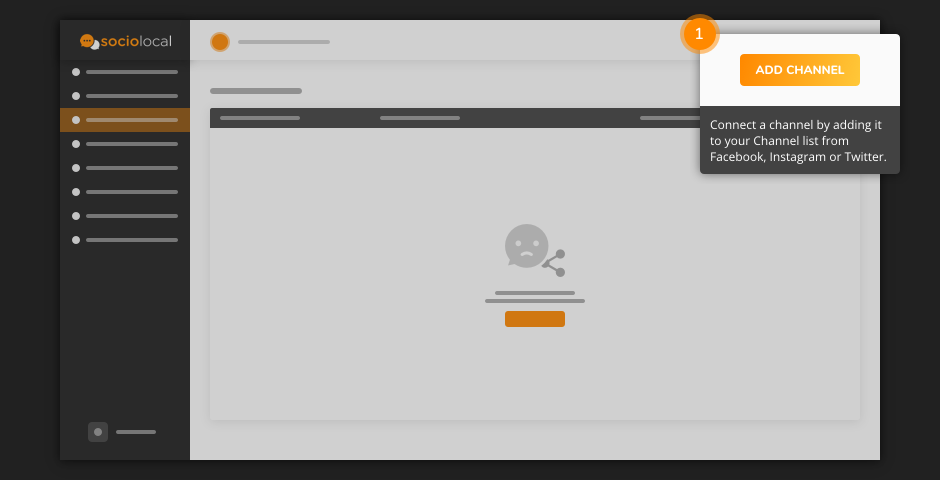 sociolocal
1
ADD CHANNEL
Connect a channel by adding it
to your Channel list from
Facebook, Instagram or Twitter.